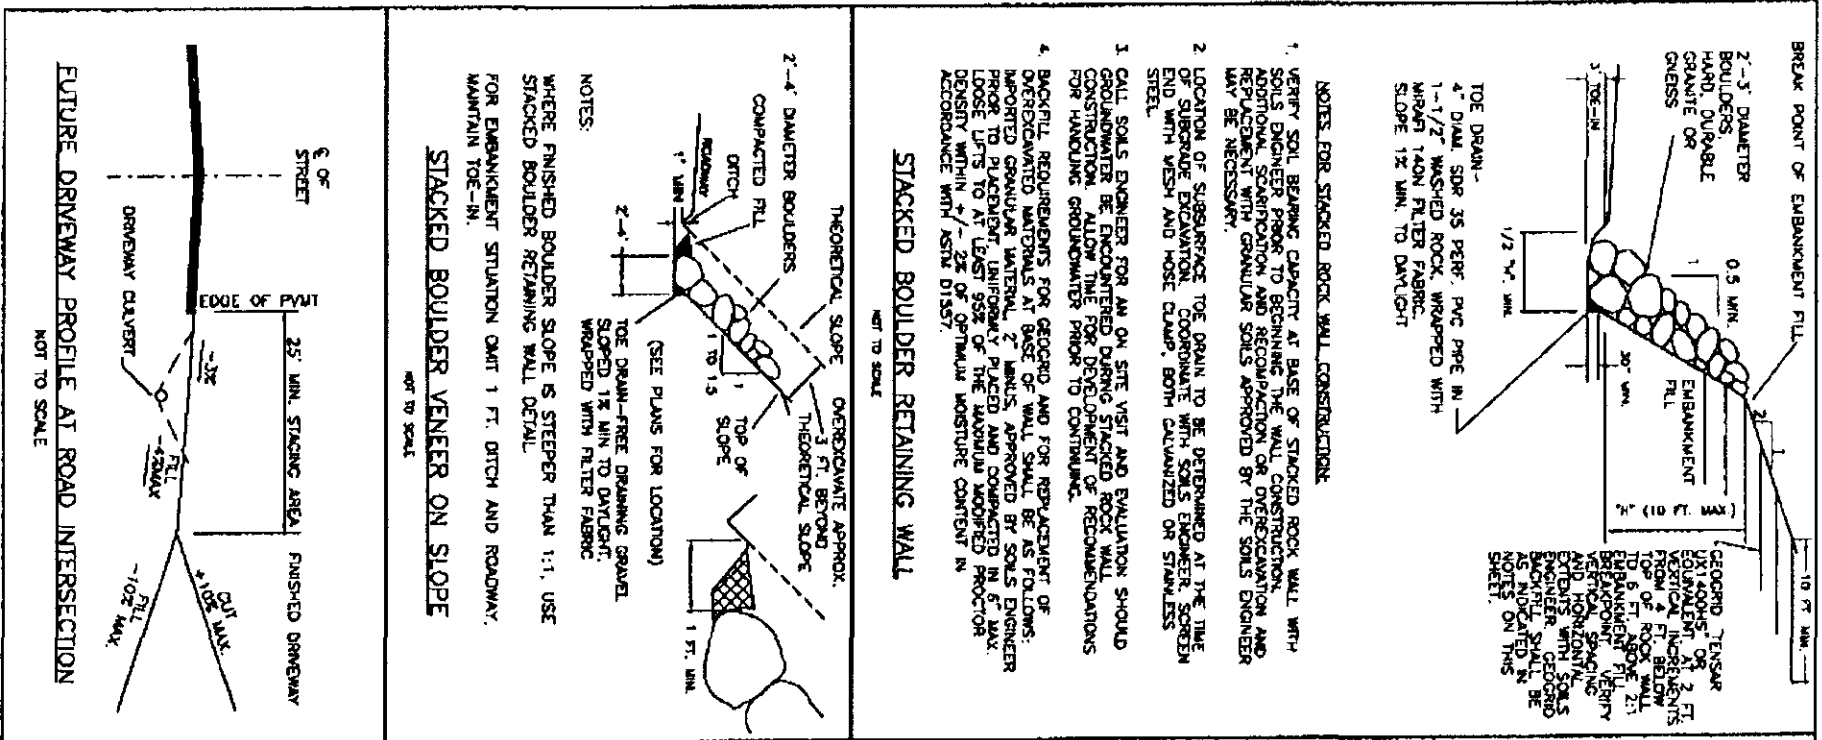 BREAK POINT OF EMBANKMENT FILL
2'-3' DIAMETER
BOULDERS
HARD, DURABLE
GRANITE OR
GNEISS
3'
TOE-IN
0.5 MIN.
1
1/2 "H" MIN.
30" MIN.
EMBANKMENT
FILL
2
1
"H" (10 FT. MAX.)
10 FT MIN.
TOE DRAIN-
4" DIAM. SDR 35 PERF. PVC PIPE IN
1-1/2" WASHED ROCK, WRAPPED WITH
MIRAFI 140N FILTER FABRIC.
SLOPE 1% MIN. TO DAYLIGHT
GEOGRID "TENSAR
UX1400HS" OR
EQUIVALENT AT 2 FT.
VERTICAL INCREMENTS
FROM 4 FT. BELOW
TOP OF ROCK WALL
TO 6 FT. ABOVE 2:1
EMBANKMENT FILL
BREAKPOINT. VERIFY
VERTICAL SPACING
AND HORIZONTAL
EXTENTS WITH SOILS
ENGINEER. GEOGRID
BACKFILL SHALL BE
AS INDICATED IN
NOTES ON THIS
SHEET.
NOTES FOR STACKED ROCK WALL CONSTRUCTION:
1. VERIFY SOIL BEARING CAPACITY AT BASE OF STACKED ROCK WALL WITH
SOILS ENGINEER PRIOR TO BEGINNING THE WALL CONSTRUCTION.
ADDITIONAL SCARIFICATION AND RECOMPACTION OR OVEREXCAVATION AND
REPLACEMENT WITH GRANULAR SOILS APPROVED BY THE SOILS ENGINEER
MAY BE NECESSARY.
2. LOCATION OF SUBSURFACE TOE DRAIN TO BE DETERMINED AT THE TIME
OF SUBGRADE EXCAVATION. COORDINATE WITH SOILS ENGINEER. SCREEN
END WITH MESH AND HOSE CLAMP, BOTH GALVANIZED OR STAINLESS
STEEL
3. CALL SOILS ENGINEER FOR AN ON SITE VISIT AND EVALUATION SHOULD
GROUNDWATER BE ENCOUNTERED DURING STACKED ROCK WALL
CONSTRUCTION. ALLOW TIME FOR DEVELOPMENT OF RECOMMENDATIONS
FOR HANDLING GROUNDWATER PRIOR TO CONTINUING.
4. BACKFILL REQUIREMENTS FOR GEOGRID AND FOR REPLACEMENT OF
OVEREXCAVATED MATERIALS AT BASE OF WALL SHALL BE AS FOLLOWS:
IMPORTED GRANULAR MATERIAL, 2" MINUS, APPROVED BY SOILS ENGINEER
PRIOR TO PLACEMENT, UNIFORMLY PLACED AND COMPACTED IN 6" MAX.
LOOSE LIFTS TO AT LEAST 95% OF THE MAXIMUM MODIFIED PROCTOR
DENSITY WITHIN +/- 2% OF OPTIMUM MOISTURE CONTENT IN
ACCORDANCE WITH ASTM D1557.
STACKED BOULDER RETAINING WALL
NOT TO SCALE
2'-4' DIAMETER BOULDERS
COMPACTED FILL
DITCH
ROADWAY
1' MIN
2'-4'
THEORETICAL SLOPE
OVEREXCAVATE APPROX.
3 FT. BEYOND
THEORETICAL SLOPE
TOP OF
SLOPE
1
1 TO 1.5
(SEE PLANS FOR LOCATION)
TOE DRAIN-FREE DRAINING GRAVEL
SLOPED 1% MIN TO DAYLIGHT.
WRAPPED WITH FILTER FABRIC
1 FT. MIN.
NOTES:
WHERE FINISHED BOULDER SLOPE IS STEEPER THAN 1:1, USE
STACKED BOULDER RETAINING WALL DETAIL
FOR EMBANKMENT SITUATION OMIT 1 FT. DITCH AND ROADWAY.
MAINTAIN TOE-IN.
STACKED BOULDER VENEER ON SLOPE
NOT TO SCALE
℄ OF
STREET
EDGE OF PVMT
25' MIN. STAGING AREA
FINISHED DRIVEWAY
DRIVEWAY CULVERT
-3%
FILL
-4%MAX
CUT
+10% MAX.
FILL
-10% MAX.
FUTURE DRIVEWAY PROFILE AT ROAD INTERSECTION
NOT TO SCALE